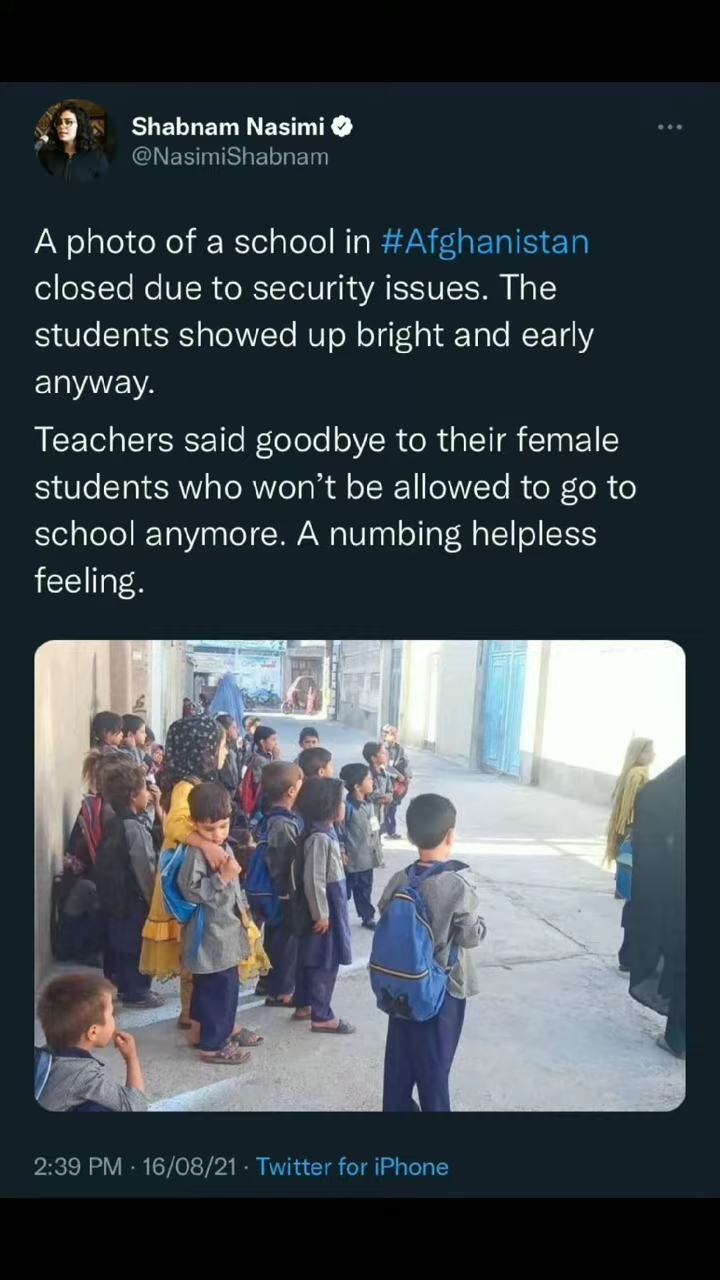 Shabnam Nasimi
@NasimiShabnam
A photo of a school in #Afghanistan
closed due to security issues. The
students showed up bright and early
anyway.
Teachers said goodbye to their female
students who won’t be allowed to go to
school anymore. A numbing helpless
feeling.
2:39 PM · 16/08/21 · Twitter for iPhone